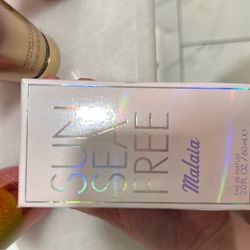 SUN
SEA
FREE
Malaia
EAU DE PARFUM
2.0 FL OZ / 60 ml ℮